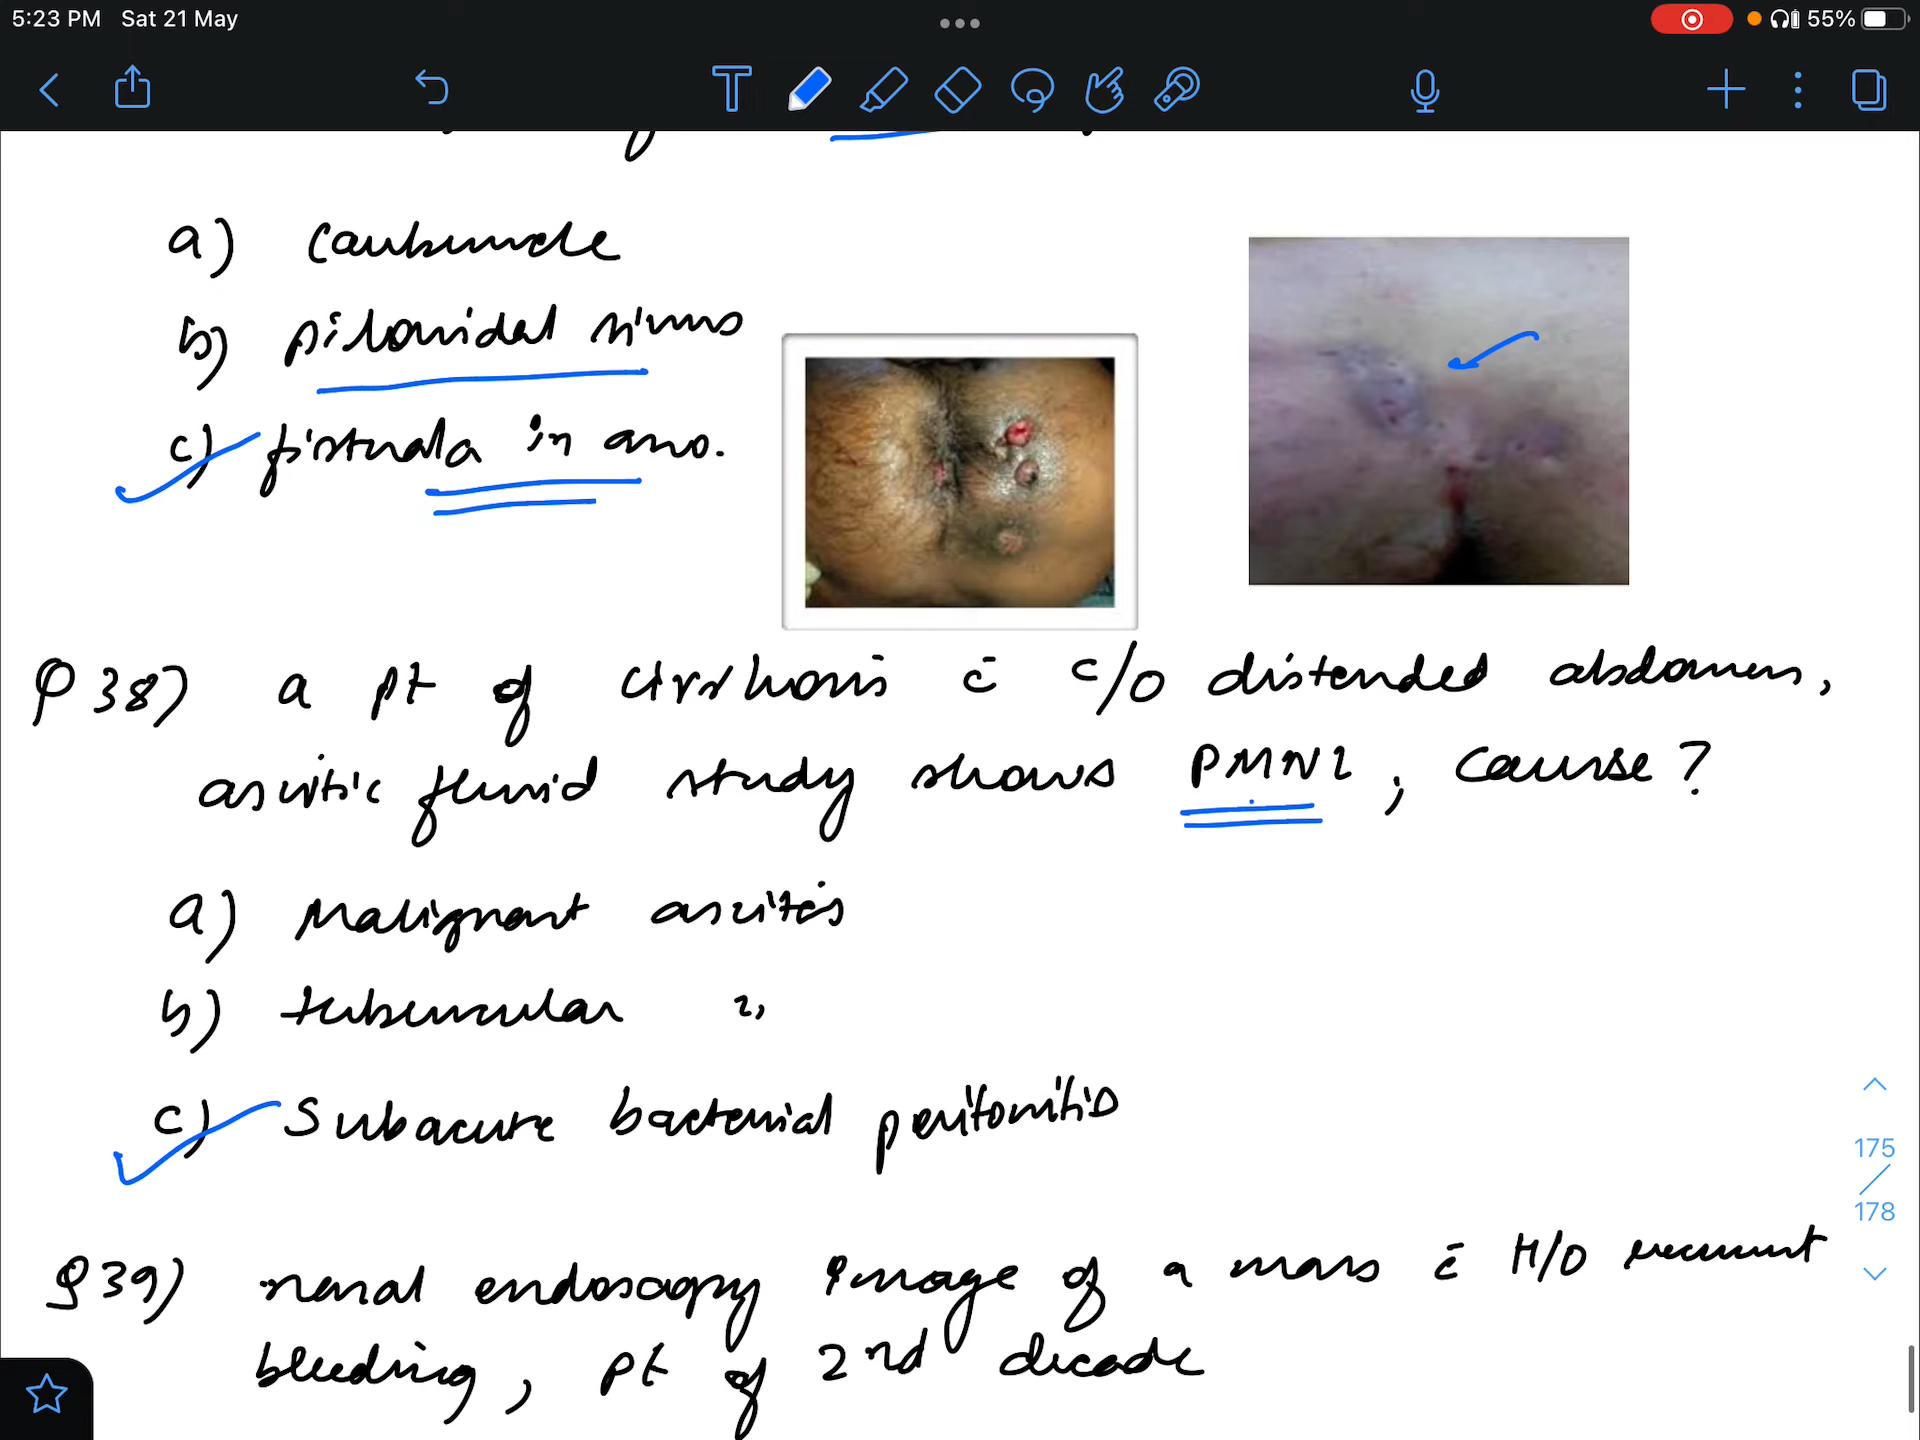 5:23 PM Sat 21 May
55%
T
a) Carbuncle
b) pilonidal sinus
c) fistula in ano.
Q 38) a pt of cirrhosis c̄ c/o distended abdomen,
ascitic fluid study shows PMNL, cause?
a) Malignant ascites
b) tubercular "
c) Subacute bacterial peritonitis
175
/
178
Q 39) nasal endoscopy image of a mass c̄ H/O recurrent
bleeding, pt of 2nd decade